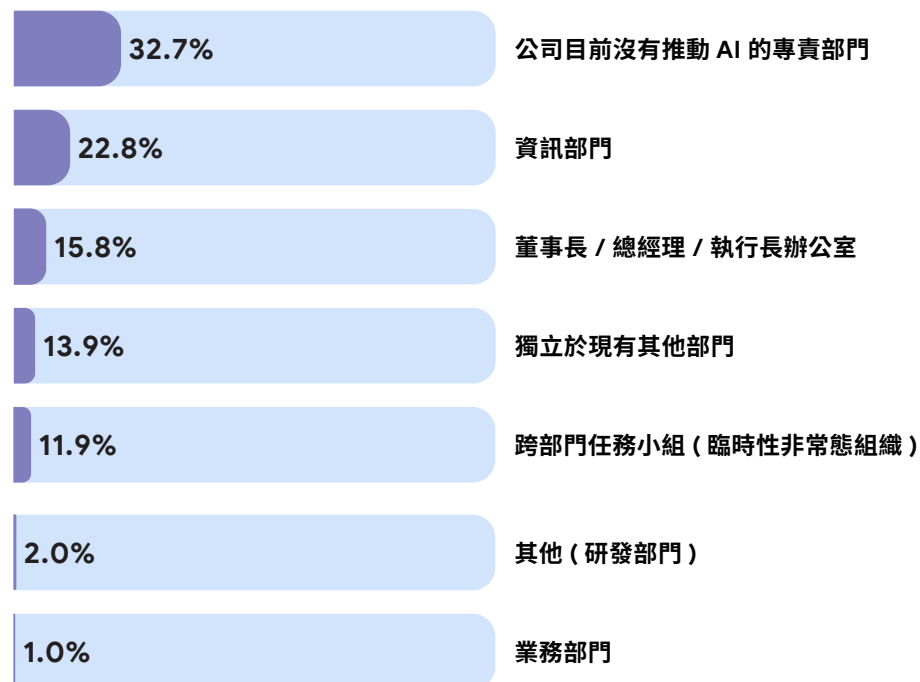 32.7% 公司目前沒有推動 AI 的專責部門
22.8% 資訊部門
15.8% 董事長 / 總經理 / 執行長辦公室
13.9% 獨立於現有其他部門
11.9% 跨部門任務小組 ( 臨時性非常態組織 )
2.0% 其他 ( 研發部門 )
1.0% 業務部門